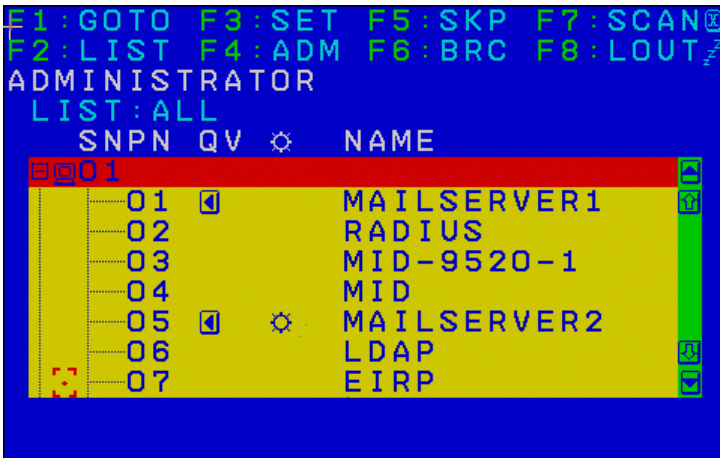 F1:GOTO F3:SET F5:SKP F7:SCAN
F2:LIST F4:ADM F6:BRC F8:LOUT zZ
ADMINISTRATOR
LIST:ALL
SNPN QV NAME
01
01 MAILSERVER1
02 RADIUS
03 MID-9520-1
04 MID
05 MAILSERVER2
06 LDAP
07 EIRP